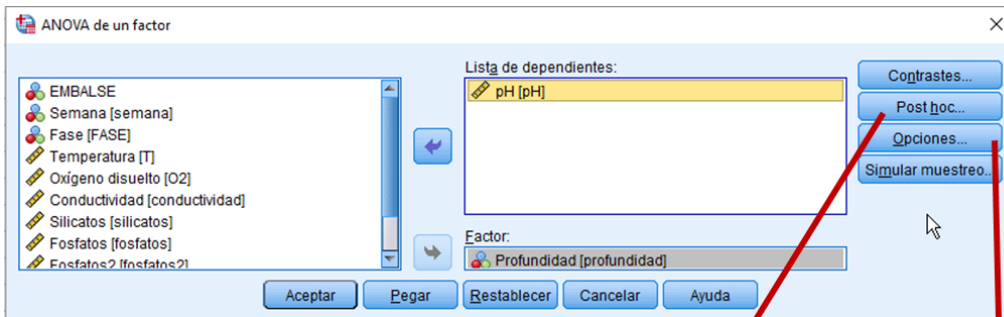 ANOVA de un factor
EMBALSE
Semana [semana]
Fase [FASE]
Temperatura [T]
Oxígeno disuelto [O2]
Conductividad [conductividad]
Silicatos [silicatos]
Fosfatos [fosfatos]
Fosfatos2 [fosfatos2]
Lista de dependientes:
pH [pH]
Factor:
Profundidad [profundidad]
Contrastes...
Post hoc...
Opciones...
Simular muestreo...
Aceptar Pegar Restablecer Cancelar Ayuda